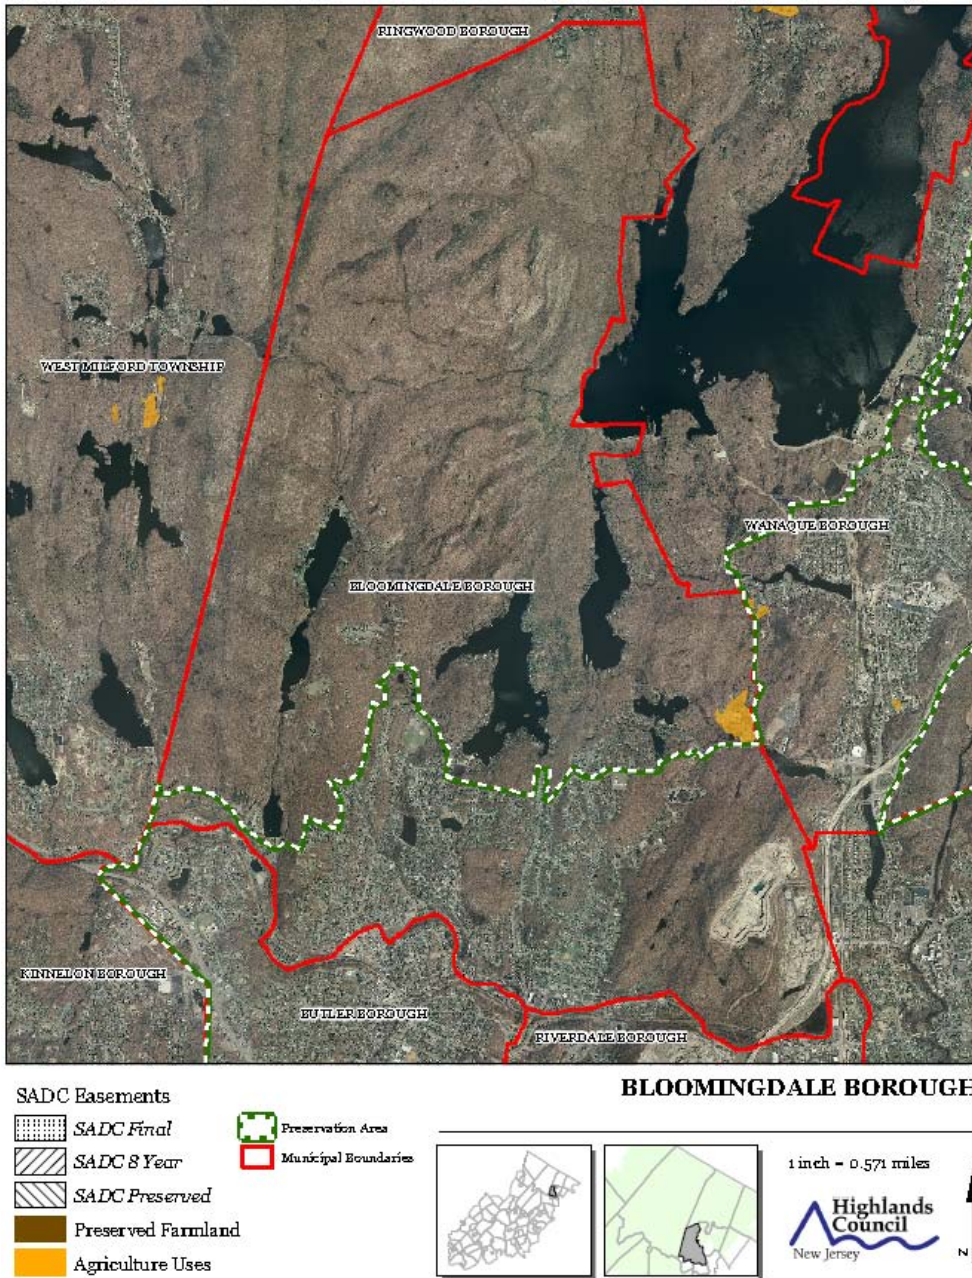 RINGWOOD BOROUGH
WEST MILFORD TOWNSHIP
WANAQUE BOROUGH
BLOOMINGDALE BOROUGH
KINNELON BOROUGH
BUTLER BOROUGH
RIVERDALE BOROUGH
BLOOMINGDALE BOROUGH
SADC Easements
SADC Final
SADC 8 Year
SADC Preserved
Preserved Farmland
Agriculture Uses
Preservation Area
Municipal Boundaries
1 inch = 0.571 miles
Highlands
Council
New Jersey
N